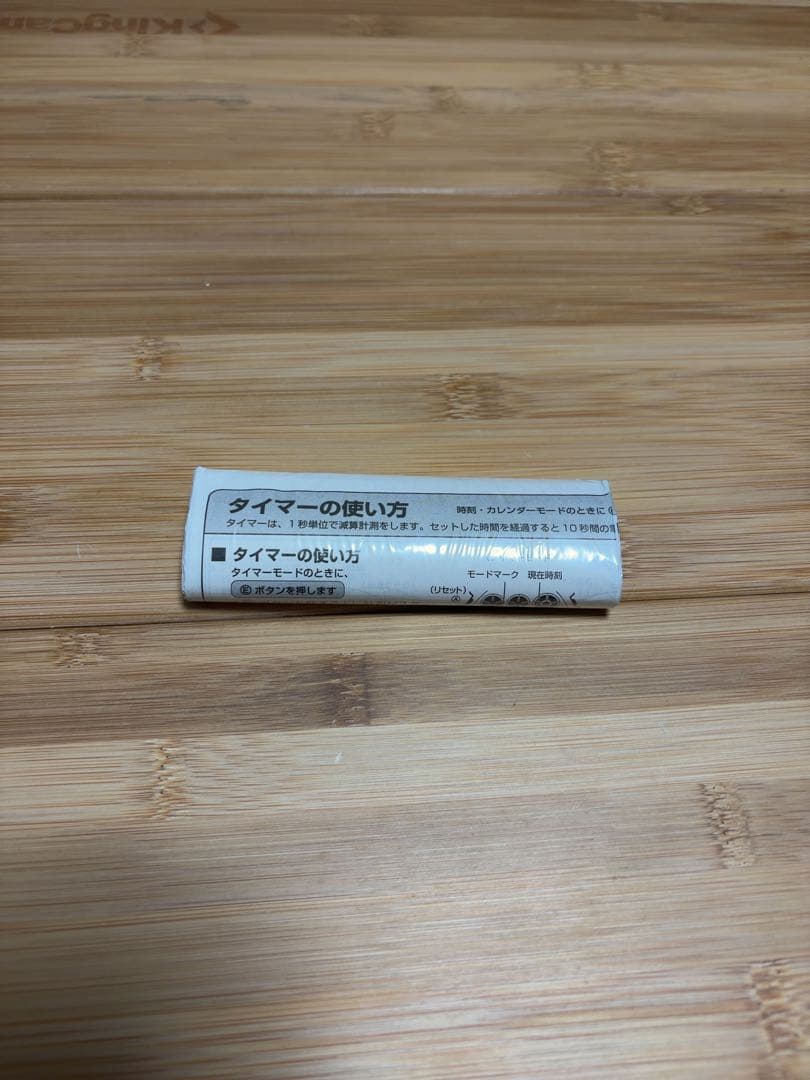 KingCam
タイマーの使い方
時刻・カレンダーモードのときに
タイマーは、1秒単位で減算計測をします。セットした時間を経過すると10秒間の
■ タイマーの使い方
タイマーモードのときに、
モードマーク 現在時刻
Ⓔ ボタンを押します
(リセット)
Ⓐ